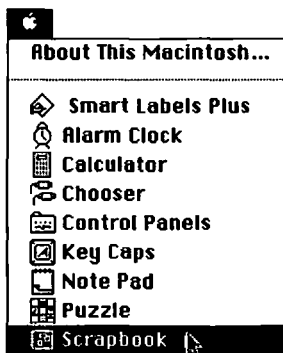 About This Macintosh...
Smart Labels Plus
Alarm Clock
Calculator
Chooser
Control Panels
Key Caps
Note Pad
Puzzle
Scrapbook